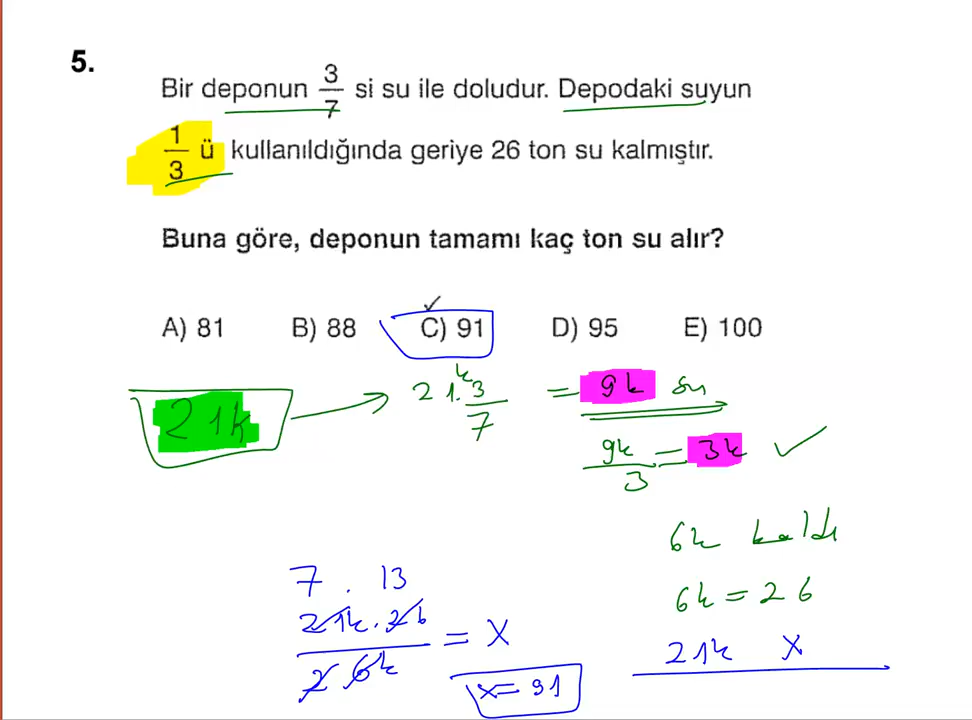 5.
Bir deponun 3/7 si su ile doludur. Depodaki suyun
1/3 ü kullanıldığında geriye 26 ton su kalmıştır.
Buna göre, deponun tamamı kaç ton su alır?
A) 81 B) 88 C) 91 D) 95 E) 100
21k 21k.3/7 = 9k su
9k/3 = 3k ✓
6k kaldı
6k = 26
21k x
7 . 13
21k.26/6k = x
2
x = 91